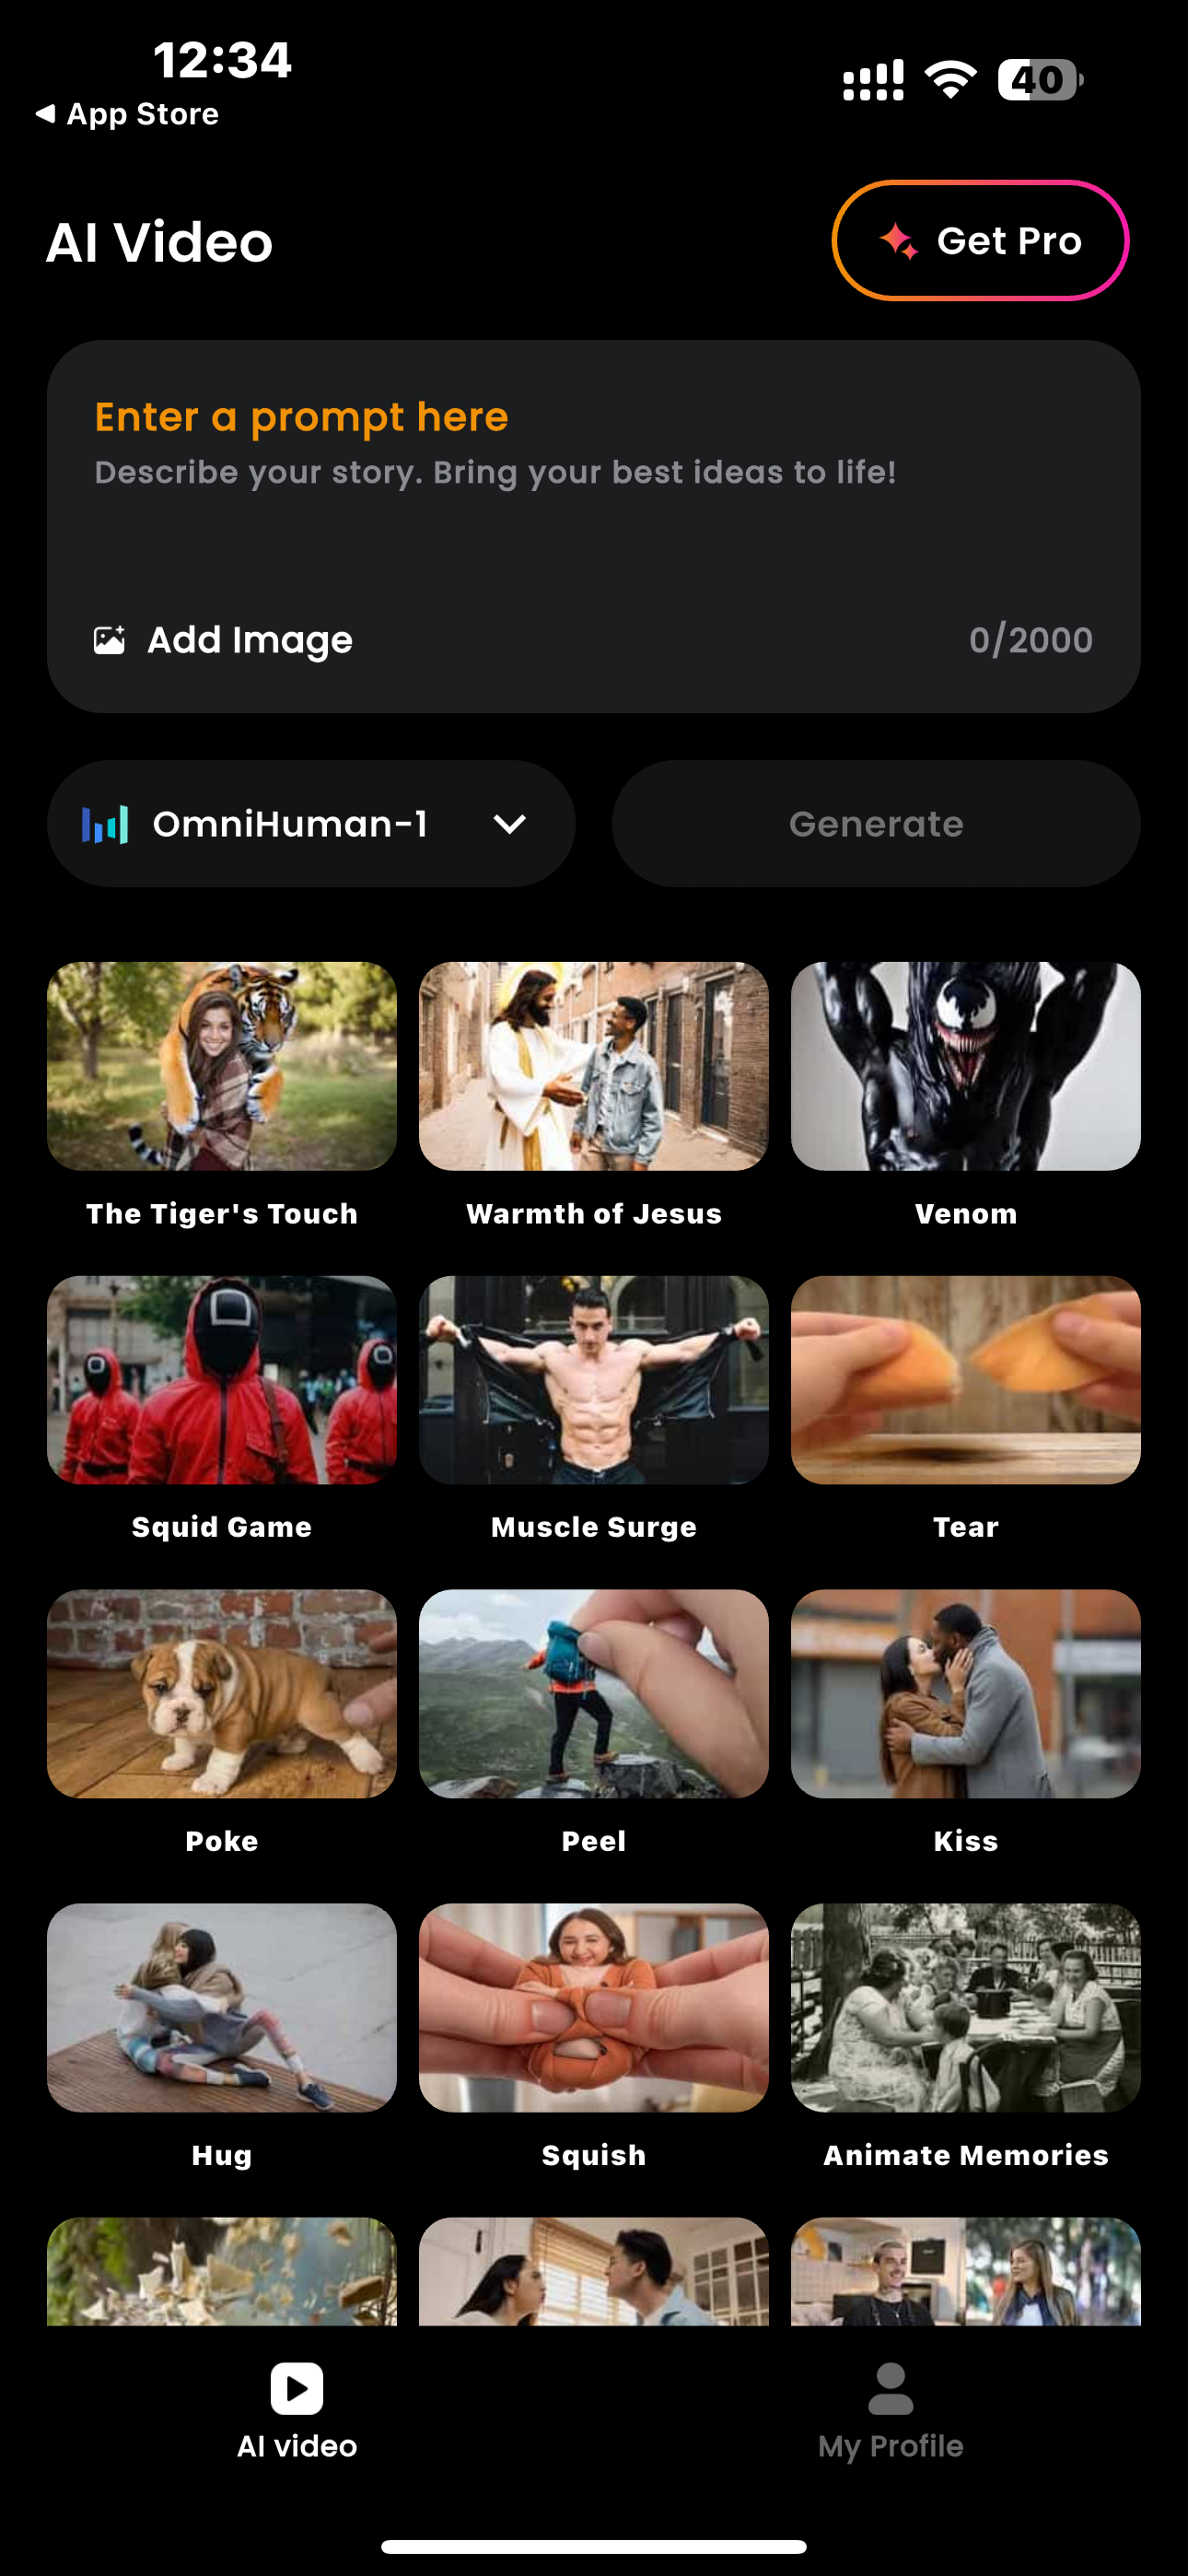 12:34
40
◀ App Store
AI Video
Get Pro
Enter a prompt here
Describe your story. Bring your best ideas to life!
Add Image
0/2000
OmniHuman-1
Generate
The Tiger's Touch
Warmth of Jesus
Venom
Squid Game
Muscle Surge
Tear
Poke
Peel
Kiss
Hug
Squish
Animate Memories
AI video
My Profile